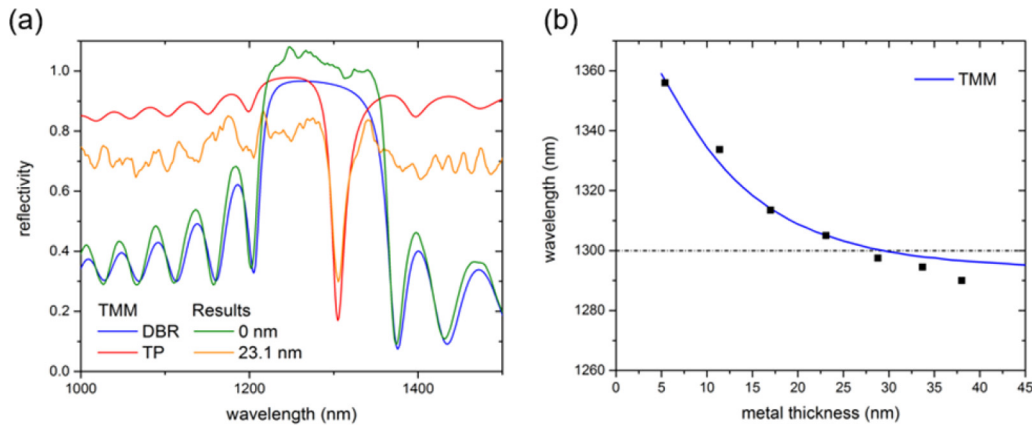 (a)
reflectivity
1.0
0.8
0.6
0.4
0.2
0.0
TMM Results
DBR 0 nm
TP 23.1 nm
1000 1200 1400
wavelength (nm)
(b)
wavelength (nm)
1360
1340
1320
1300
1280
1260
TMM
0 5 10 15 20 25 30 35 40 45
metal thickness (nm)